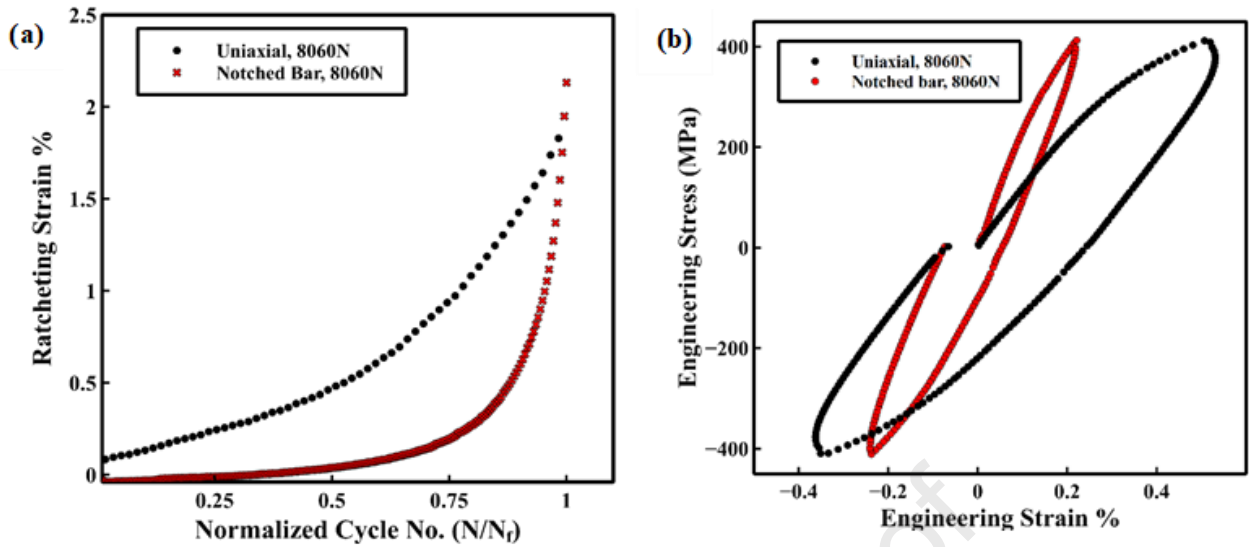 (a)
2.5
2
1.5
1
0.5
0
Ratcheting Strain %
Uniaxial, 8060N
Notched Bar, 8060N
0.25
0.5
0.75
1
Normalized Cycle No. (N/Nf)
(b)
400
200
0
−200
−400
Engineering Stress (MPa)
Uniaxial, 8060N
Notched bar, 8060N
−0.4
−0.2
0
0.2
0.4
Engineering Strain %
of